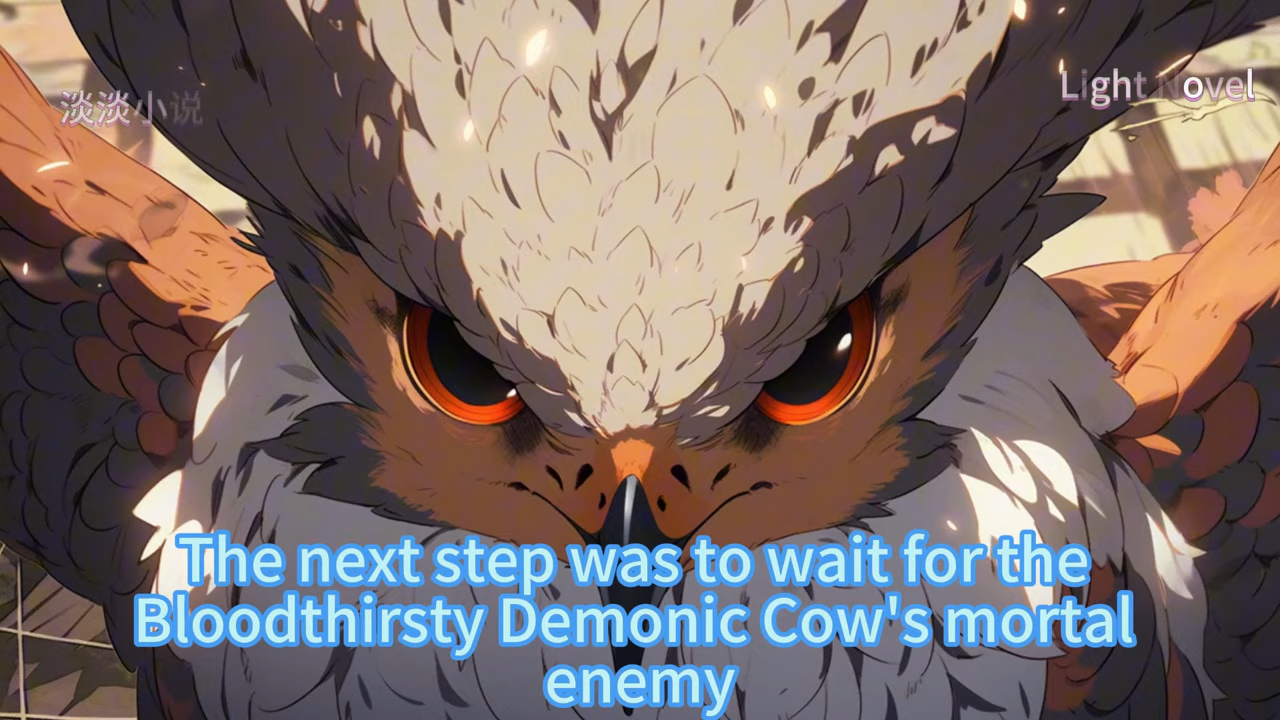 淡淡小说
Light Novel
The next step was to wait for the
Bloodthirsty Demonic Cow's mortal
enemy